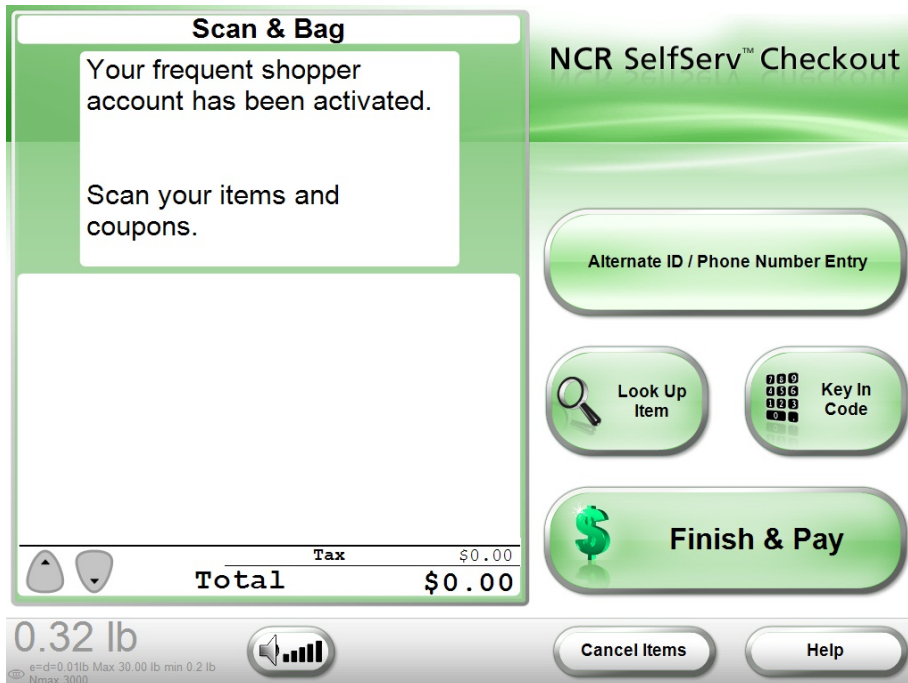 Scan & Bag
Your frequent shopper
account has been activated.
Scan your items and
coupons.
Tax $0.00
Total $0.00
NCR SelfServ™ Checkout
Alternate ID / Phone Number Entry
Look Up
Item
Key In
Code
Finish & Pay
0.32 lb
e=d=0.01lb Max 30.00 lb min 0.2 lb
Nmax 3000
Cancel Items
Help